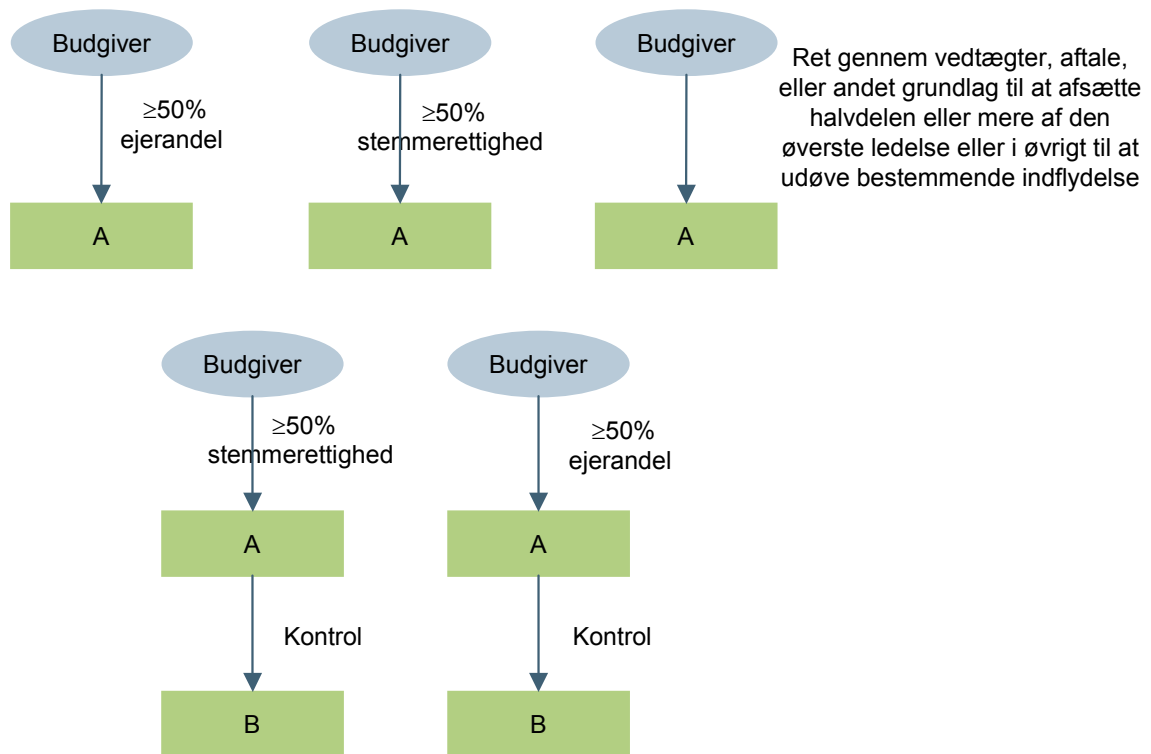 Budgiver
≥50%
ejerandel
A
Budgiver
≥50%
stemmerettighed
A
Budgiver
Ret gennem vedtægter, aftale,
eller andet grundlag til at afsætte
halvdelen eller mere af den
øverste ledelse eller i øvrigt til at
udøve bestemmende indflydelse
A
Budgiver
≥50%
stemmerettighed
A
Kontrol
B
Budgiver
≥50%
ejerandel
A
Kontrol
B